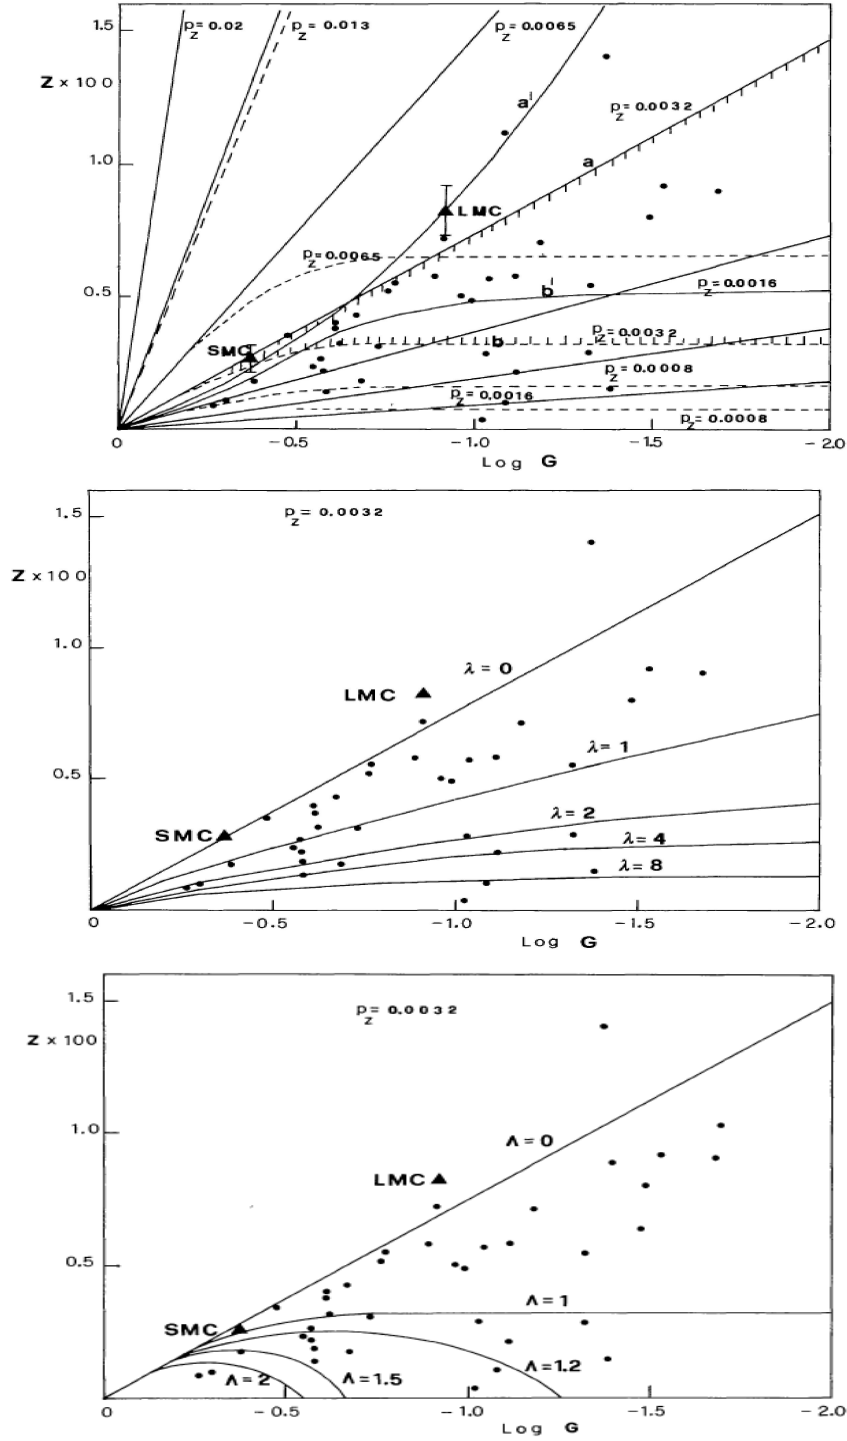 1.5
p_z=0.02
p_z=0.013
p_z=0.0065
Z×100
a'
p_z=0.0032
1.0
a
LMC
p_z=0.0065
0.5
b'
p_z=0.0016
SMC
b
p_z=0.0032
p_z=0.0008
p_z=0.0016
p_z=0.0008
0
-0.5
-1.0
-1.5
-2.0
Log G
1.5
p_z=0.0032
Z×100
1.0
λ=0
LMC
λ=1
0.5
λ=2
SMC
λ=4
λ=8
0
-0.5
-1.0
-1.5
-2.0
Log G
1.5
p_z=0.0032
Z×100
1.0
Λ=0
LMC
0.5
Λ=1
SMC
Λ=1.2
Λ=2
Λ=1.5
0
-0.5
-1.0
-1.5
-2.0
Log G